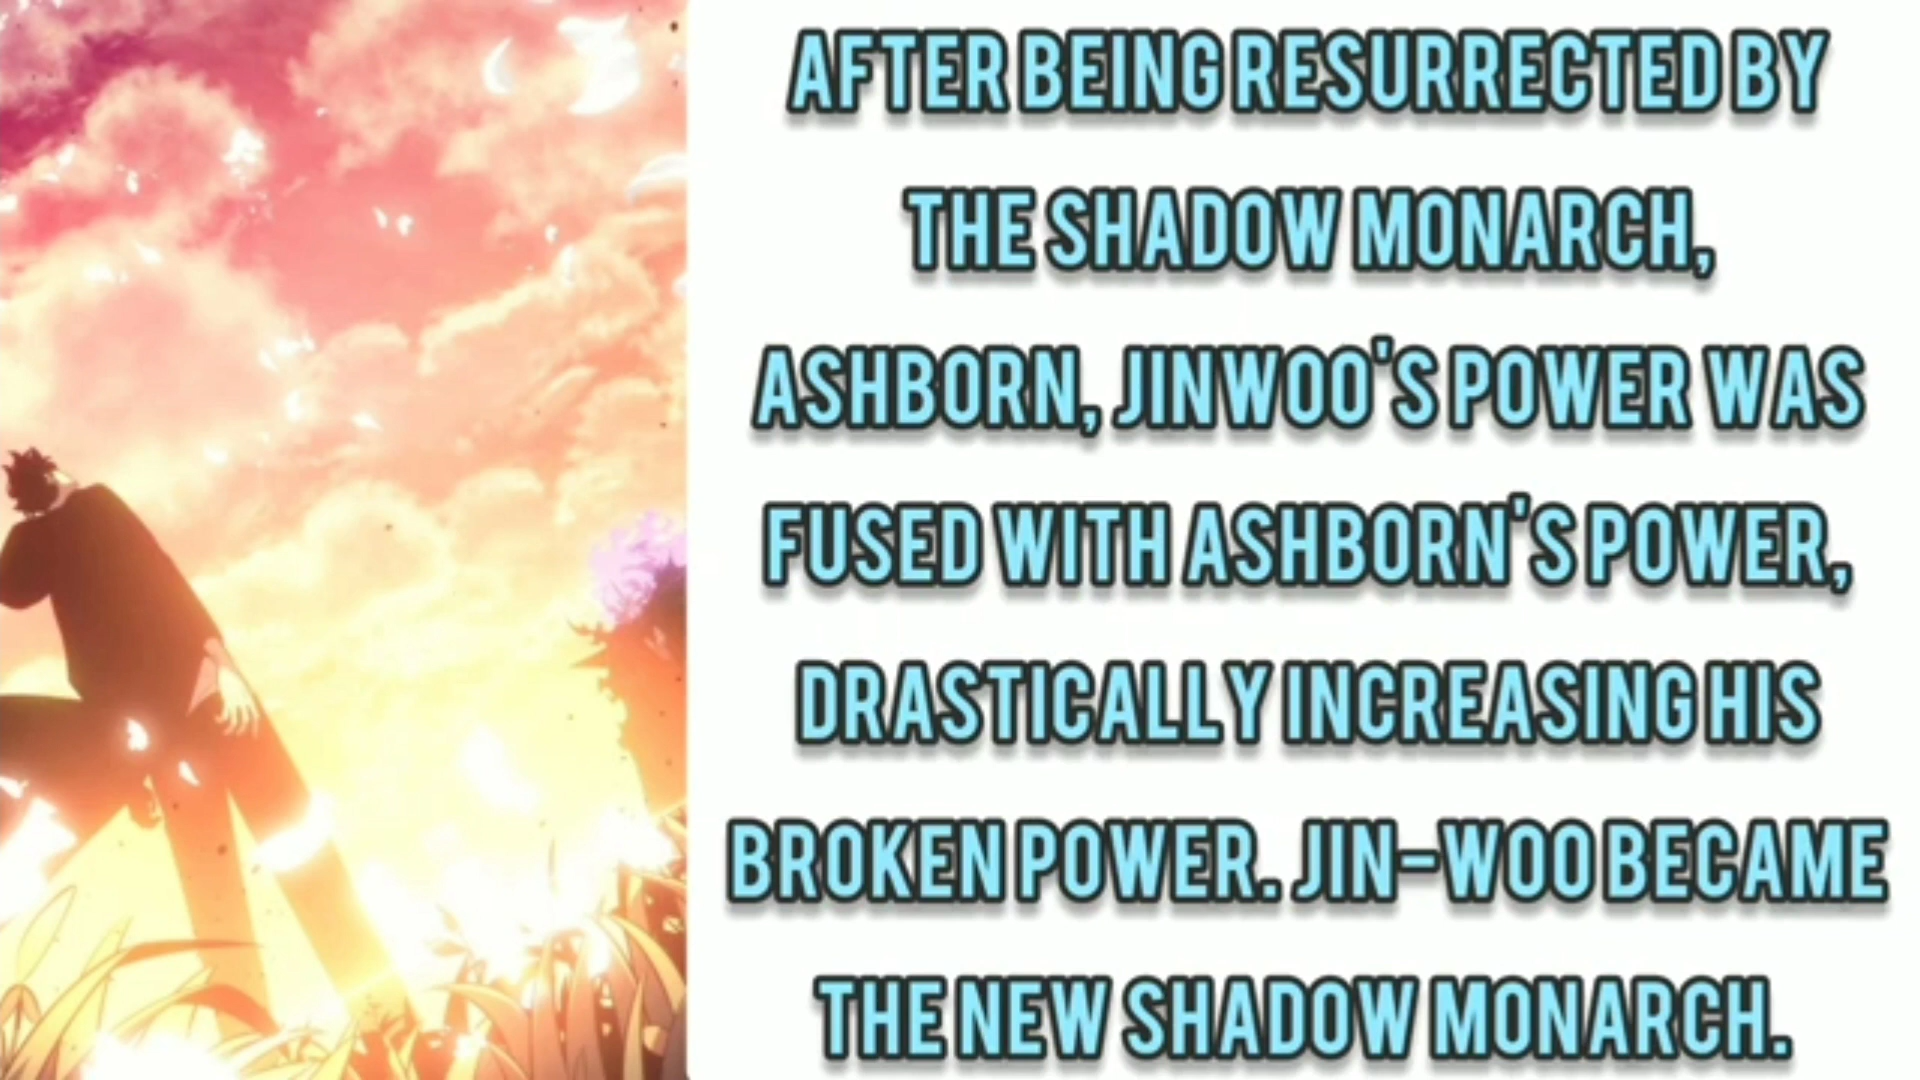 AFTER BEING RESURRECTED BY
THE SHADOW MONARCH,
ASHBORN, JINWOO'S POWER WAS
FUSED WITH ASHBORN'S POWER,
DRASTICALLY INCREASING HIS
BROKEN POWER. JIN-WOO BECAME
THE NEW SHADOW MONARCH.